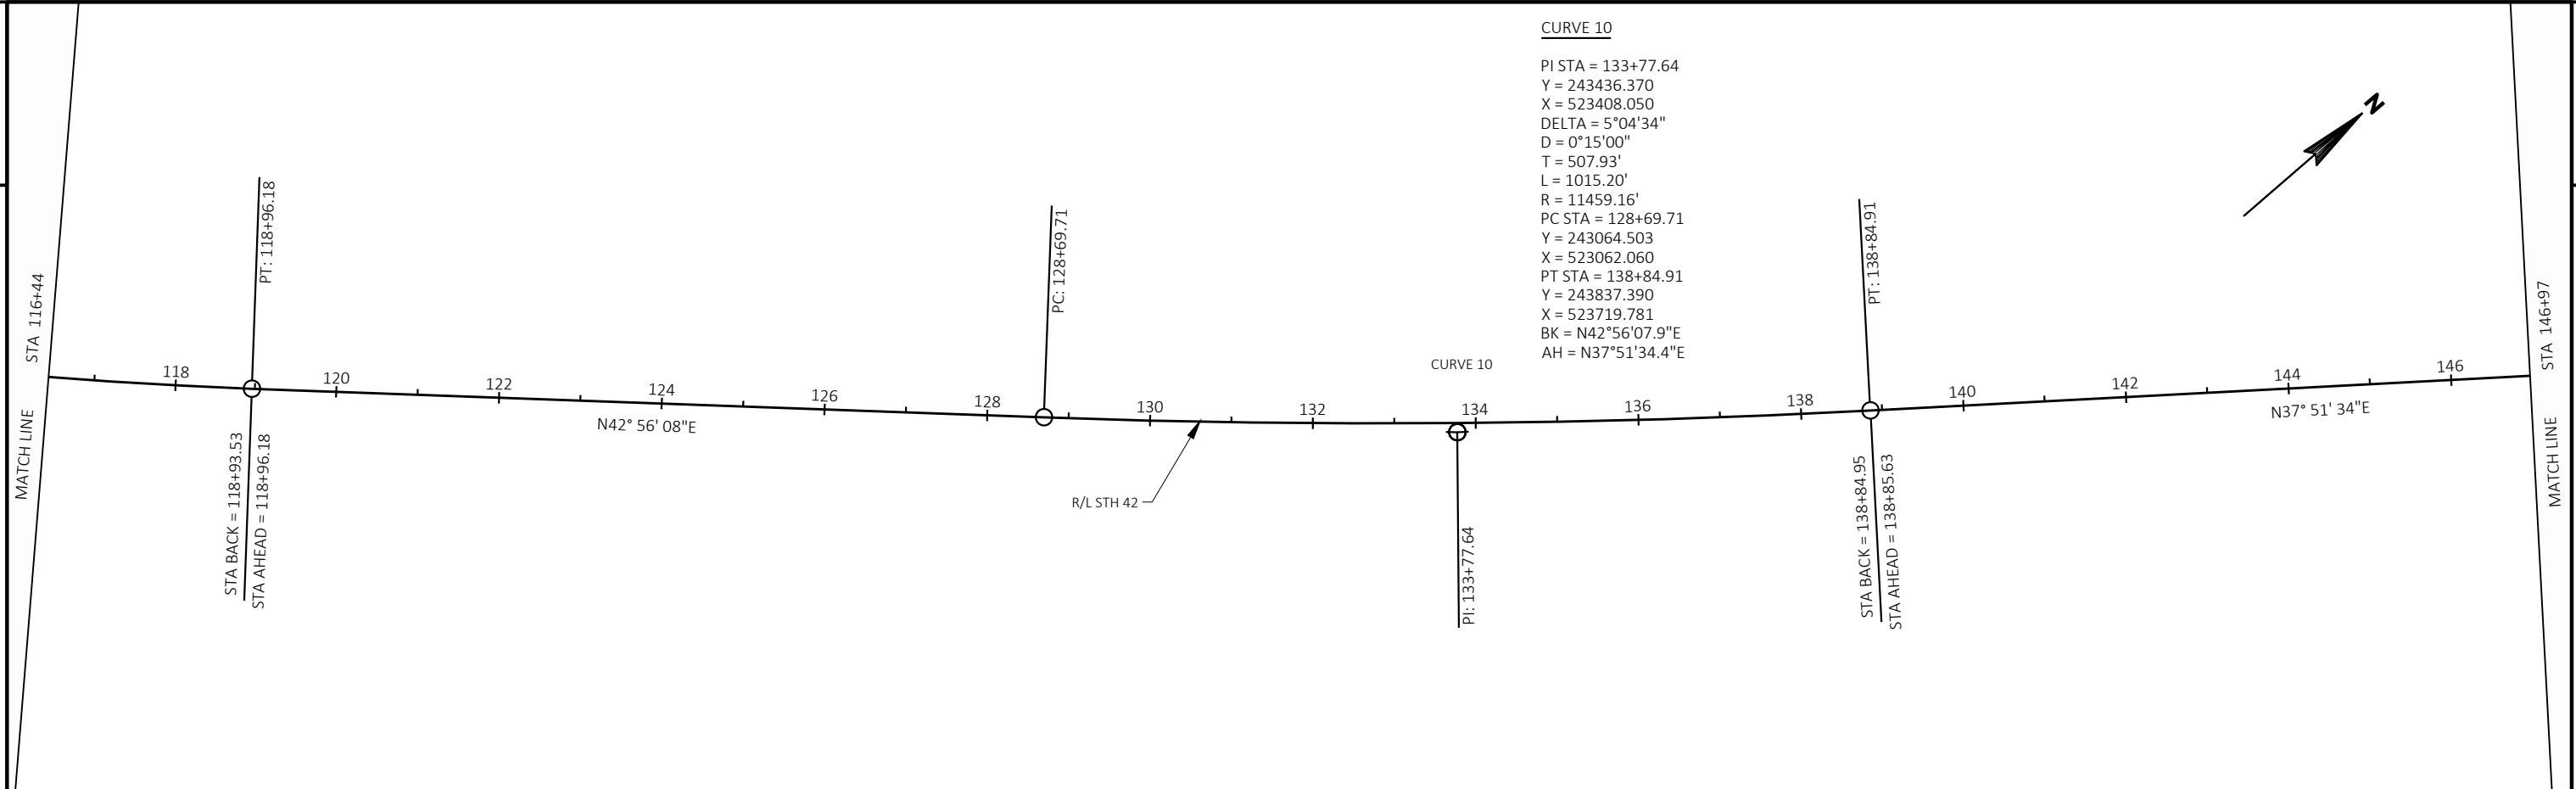 CURVE 10
PI STA = 133+77.64
Y = 243436.370
X = 523408.050
DELTA = 5°04'34"
D = 0°15'00"
T = 507.93'
L = 1015.20'
R = 11459.16'
PC STA = 128+69.71
Y = 243064.503
X = 523062.060
PT STA = 138+84.91
Y = 243837.390
X = 523719.781
BK = N42°56'07.9"E
AH = N37°51'34.4"E
N
MATCH LINE STA 116+44
PT: 118+96.18
PC: 128+69.71
PT: 138+84.91
MATCH LINE STA 146+97
CURVE 10
118
120
122
124
126
128
130
132
134
136
138
140
142
144
146
N42° 56' 08"E
N37° 51' 34"E
STA BACK = 118+93.53
STA AHEAD = 118+96.18
R/L STH 42
PI: 133+77.64
STA BACK = 138+84.95
STA AHEAD = 138+85.63